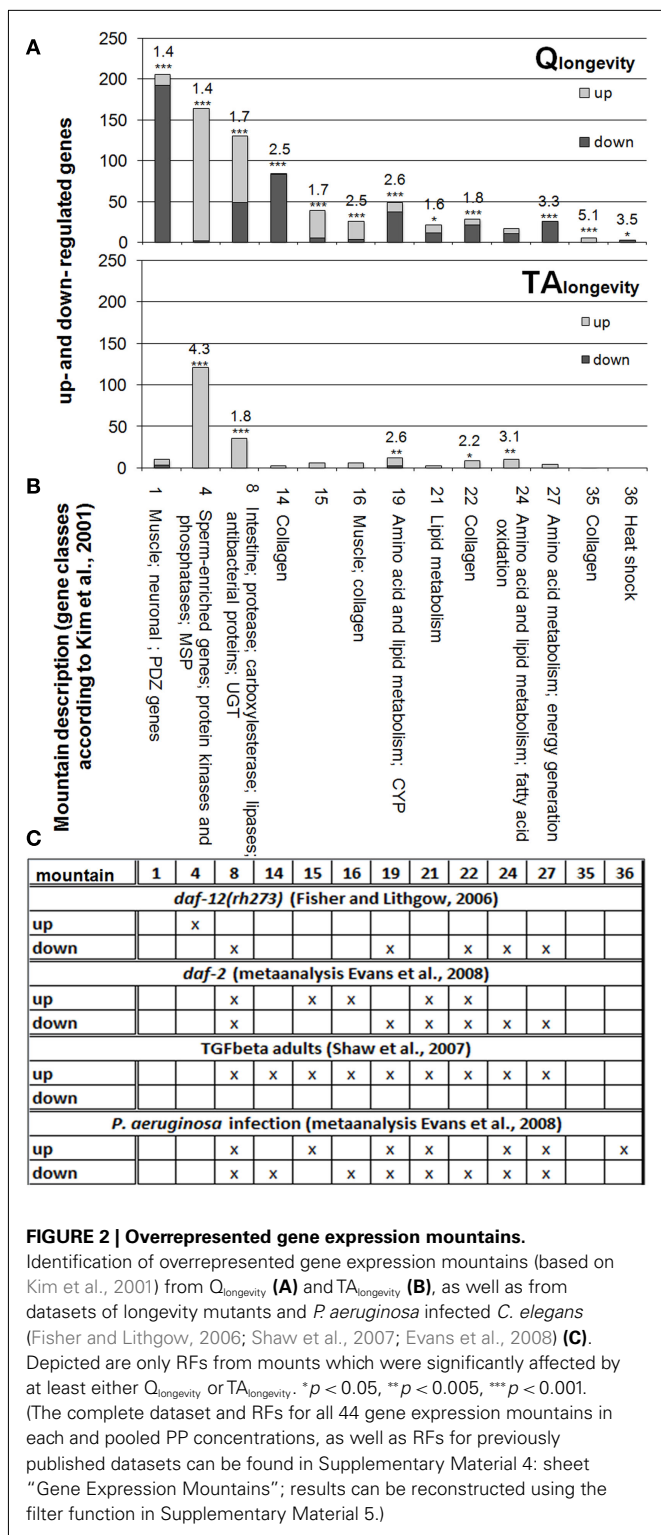 A
250
200
150
100
50
0
up- and down- regulated genes
Qlongevity
up
down
1.4
***
1.4
***
1.7
***
2.5
***
1.7
***
2.5
***
2.6
***
1.6
*
1.8
***
3.3
***
5.1
***
3.5
*
TAlongevity
up
down
250
200
150
100
50
0
4.3
***
1.8
***
2.6
**
2.2
*
3.1
**
B
Mountain description (gene classes
according to Kim et al., 2001)
1 Muscle; neuronal ; PDZ genes
4 Sperm-enriched genes; protein kinases and
phosphatases; MSP
8 Intestine; protease; carboxylesterase; lipases;
antibacterial proteins; UGT
14 Collagen
15
16 Muscle; collagen
19 Amino acid and lipid metabolism; CYP
21 Lipid metabolism
22 Collagen
24 Amino acid and lipid metabolism; fatty acid
oxidation
27 Amino acid metabolism; energy generation
35 Collagen
36 Heat shock
C
mountain 1 4 8 14 15 16 19 21 22 24 27 35 36
daf-12(rh273) (Fisher and Lithgow, 2006)
up x
down x x x x x
daf-2 (metaanalysis Evans et al., 2008)
up x x x x x
down x x x x x x
TGFbeta adults (Shaw et al., 2007)
up x x x x x x x x x
down
P. aeruginosa infection (metaanalysis Evans et al., 2008)
up x x x x x x x
down x x x x x x x x
FIGURE 2 | Overrepresented gene expression mountains.
Identification of overrepresented gene expression mountains (based on
Kim et al., 2001) from Qlongevity (A) and TAlongevity (B), as well as from
datasets of longevity mutants and P. aeruginosa infected C. elegans
(Fisher and Lithgow, 2006; Shaw et al., 2007; Evans et al., 2008) (C).
Depicted are only RFs from mounts which were significantly affected by
at least either Qlongevity or TAlongevity. *p < 0.05, **p < 0.005, ***p < 0.001.
(The complete dataset and RFs for all 44 gene expression mountains in
each and pooled PP concentrations, as well as RFs for previously
published datasets can be found in Supplementary Material 4: sheet
"Gene Expression Mountains"; results can be reconstructed using the
filter function in Supplementary Material 5.)